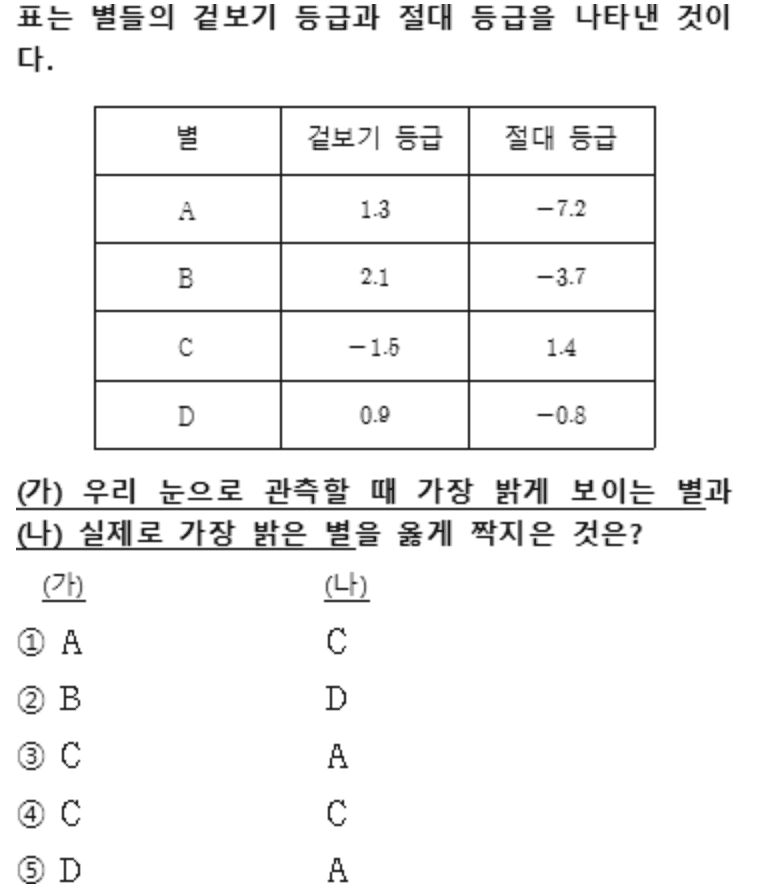 표는 별들의 겉보기 등급과 절대 등급을 나타낸 것이
다.
별 겉보기 등급 절대 등급
A 1.3 −7.2
B 2.1 −3.7
C −1.5 1.4
D 0.9 −0.8
(가) 우리 눈으로 관측할 때 가장 밝게 보이는 별과
(나) 실제로 가장 밝은 별을 옳게 짝지은 것은?
(가) (나)
① A C
② B D
③ C A
④ C C
⑤ D A